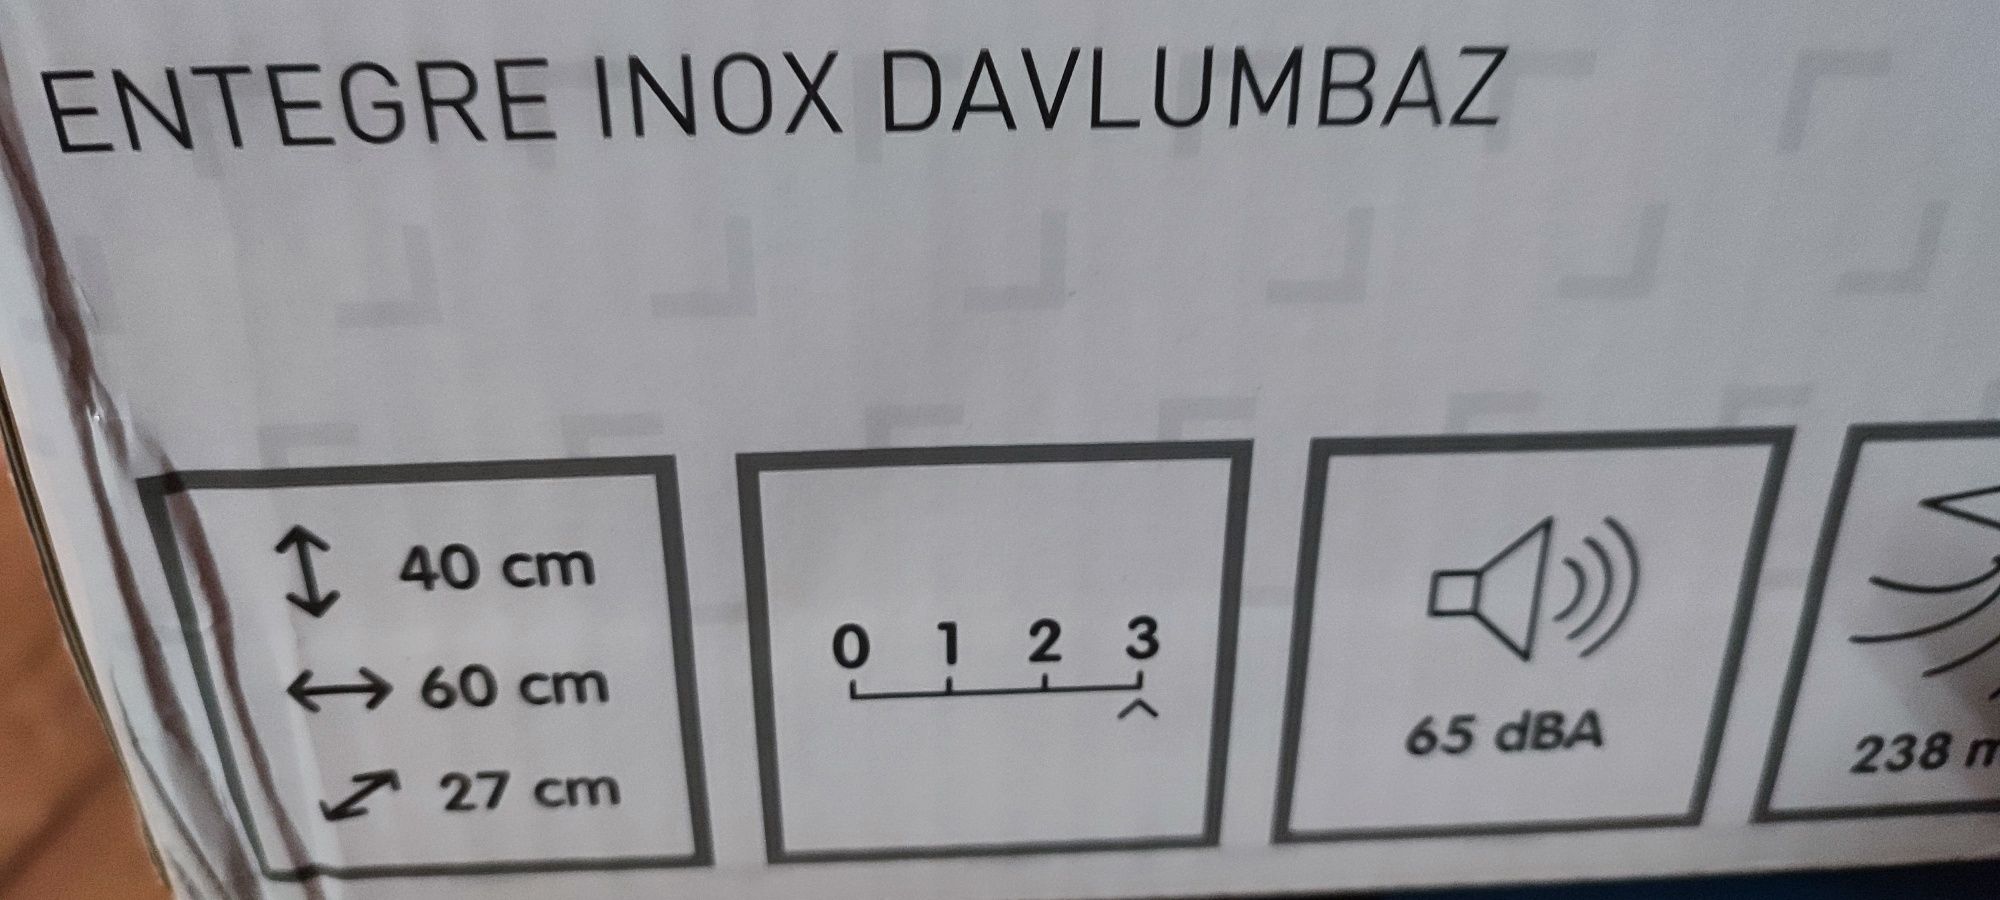 ENTEGRE INOX DAVLUMBAZ
40 cm
60 cm
27 cm
0 1 2 3
65 dBA
238